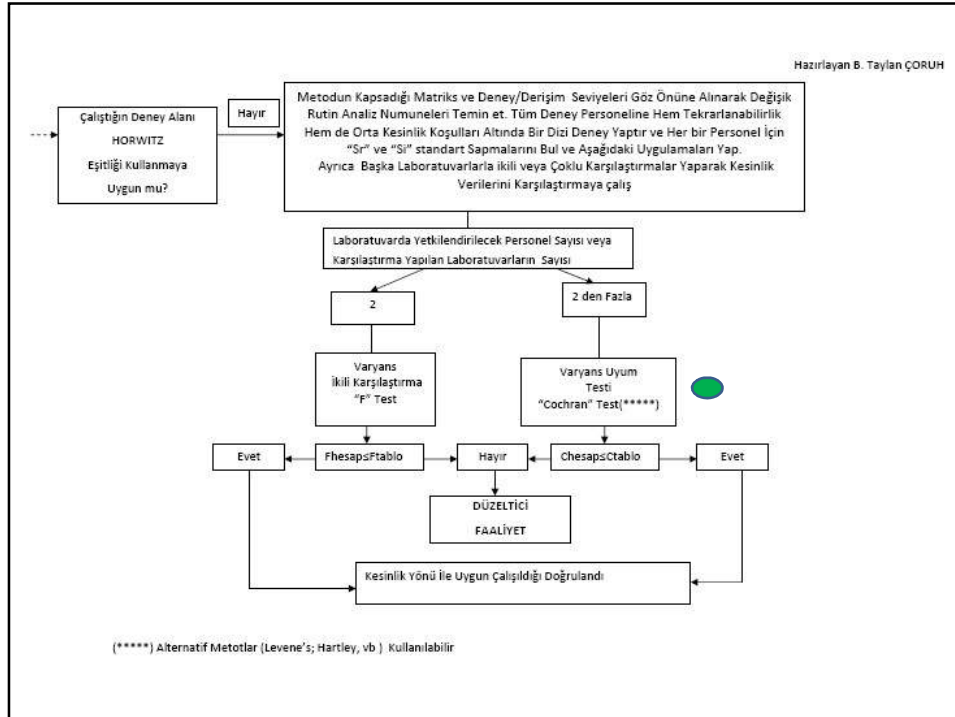 Hazırlayan B. Taylan ÇORUH
Çalıştığın Deney Alanı
HORWITZ
Eşitliği Kullanmaya
Uygun mu?
Hayır
Metodun Kapsadığı Matriks ve Deney/Derişim Seviyeleri Göz Önüne Alınarak Değişik
Rutin Analiz Numuneleri Temin et. Tüm Deney Personeline Hem Tekrarlanabilirlik
Hem de Orta Kesinlik Koşulları Altında Bir Dizi Deney Yaptır ve Her bir Personel İçin
“Sr” ve “Si” standart Sapmalarını Bul ve Aşağıdaki Uygulamaları Yap.
Ayrıca Başka Laboratuvarlarla ikili veya Çoklu Karşılaştırmalar Yaparak Kesinlik
Verilerini Karşılaştırmaya çalış
Laboratuvarda Yetkilendirilecek Personel Sayısı veya
Karşılaştırma Yapılan Laboratuvarların Sayısı
2
2 den Fazla
Varyans
İkili Karşılaştırma
“F” Test
Varyans Uyum
Testi
“Cochran” Test(*****)
Evet
Fhesap≤Ftablo
Hayır
Chesap≤Ctablo
Evet
DÜZELTİCİ
FAALİYET
Kesinlik Yönü İle Uygun Çalışıldığı Doğrulandı
(*****) Alternatif Metotlar (Levene's; Hartley, vb ) Kullanılabilir